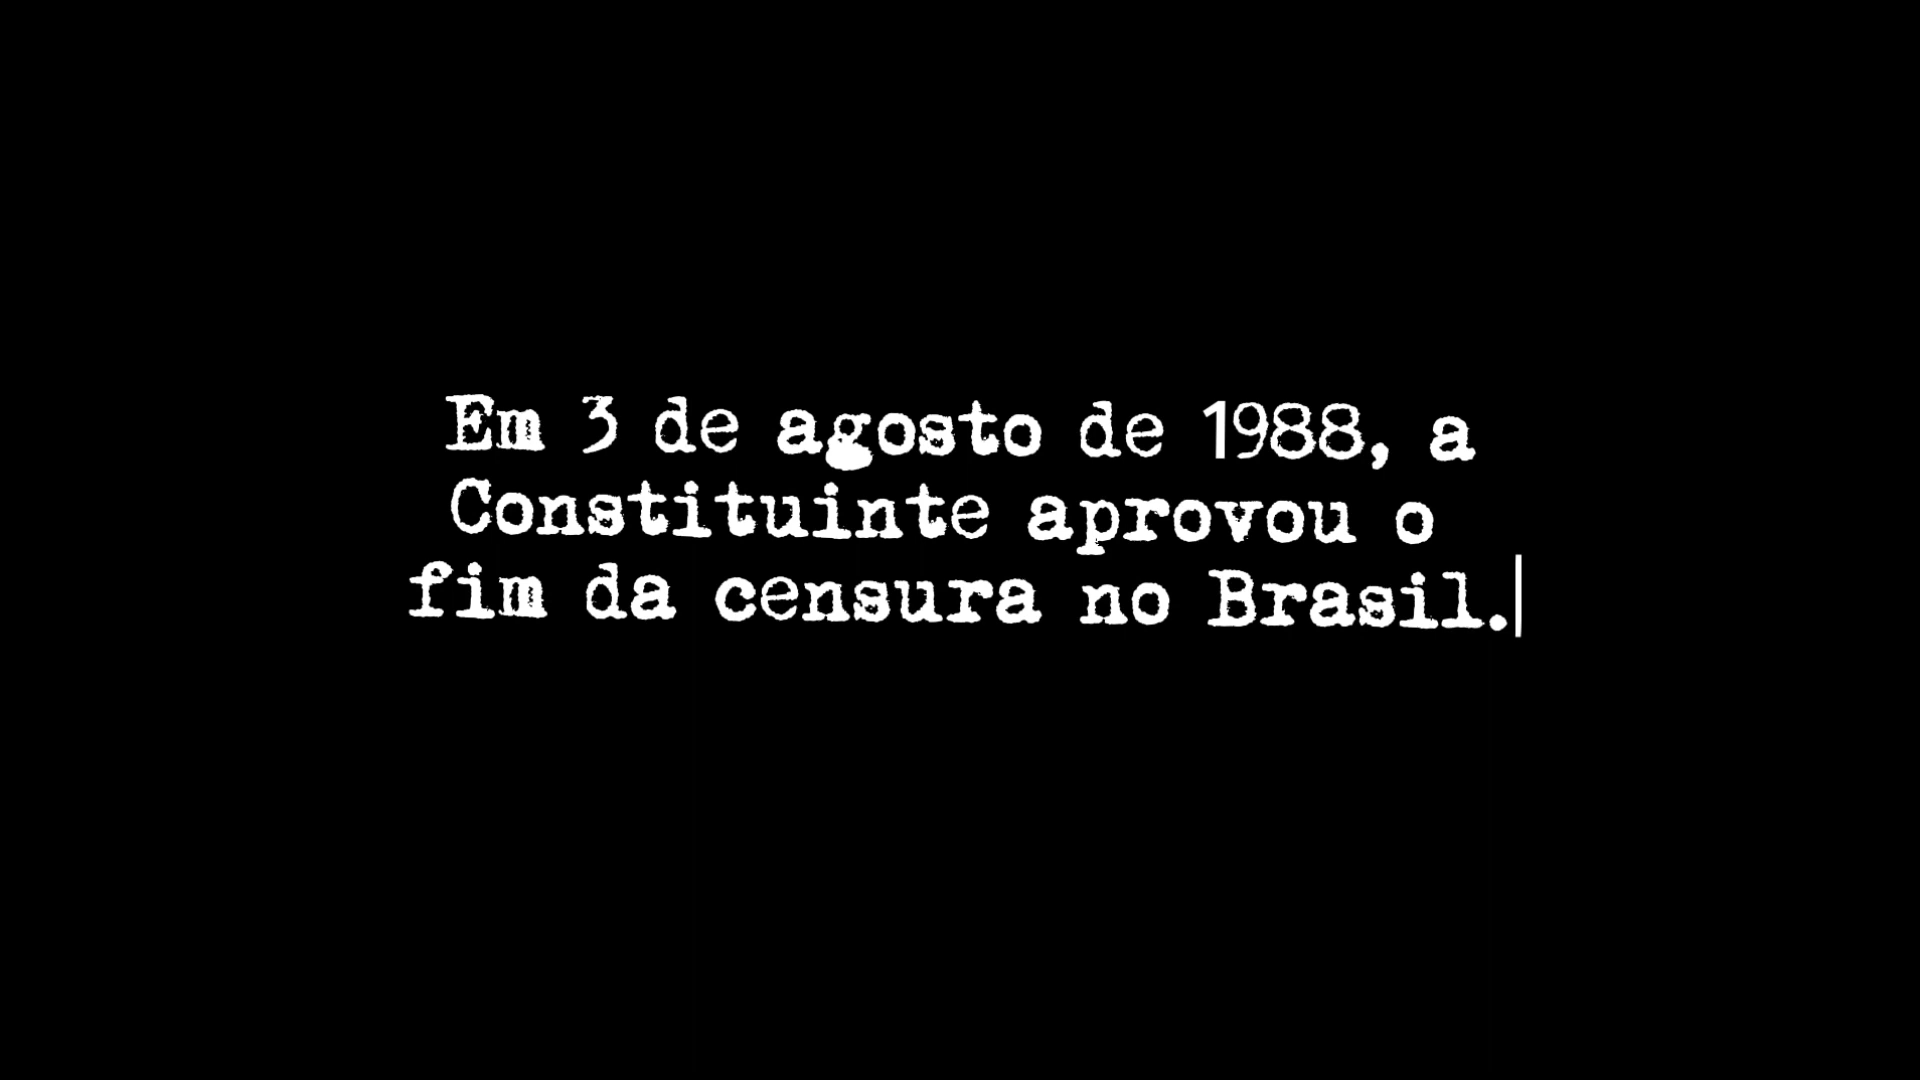 Em 3 de agosto de 1988, a
Constituinte aprovou o
fim da censura no Brasil.